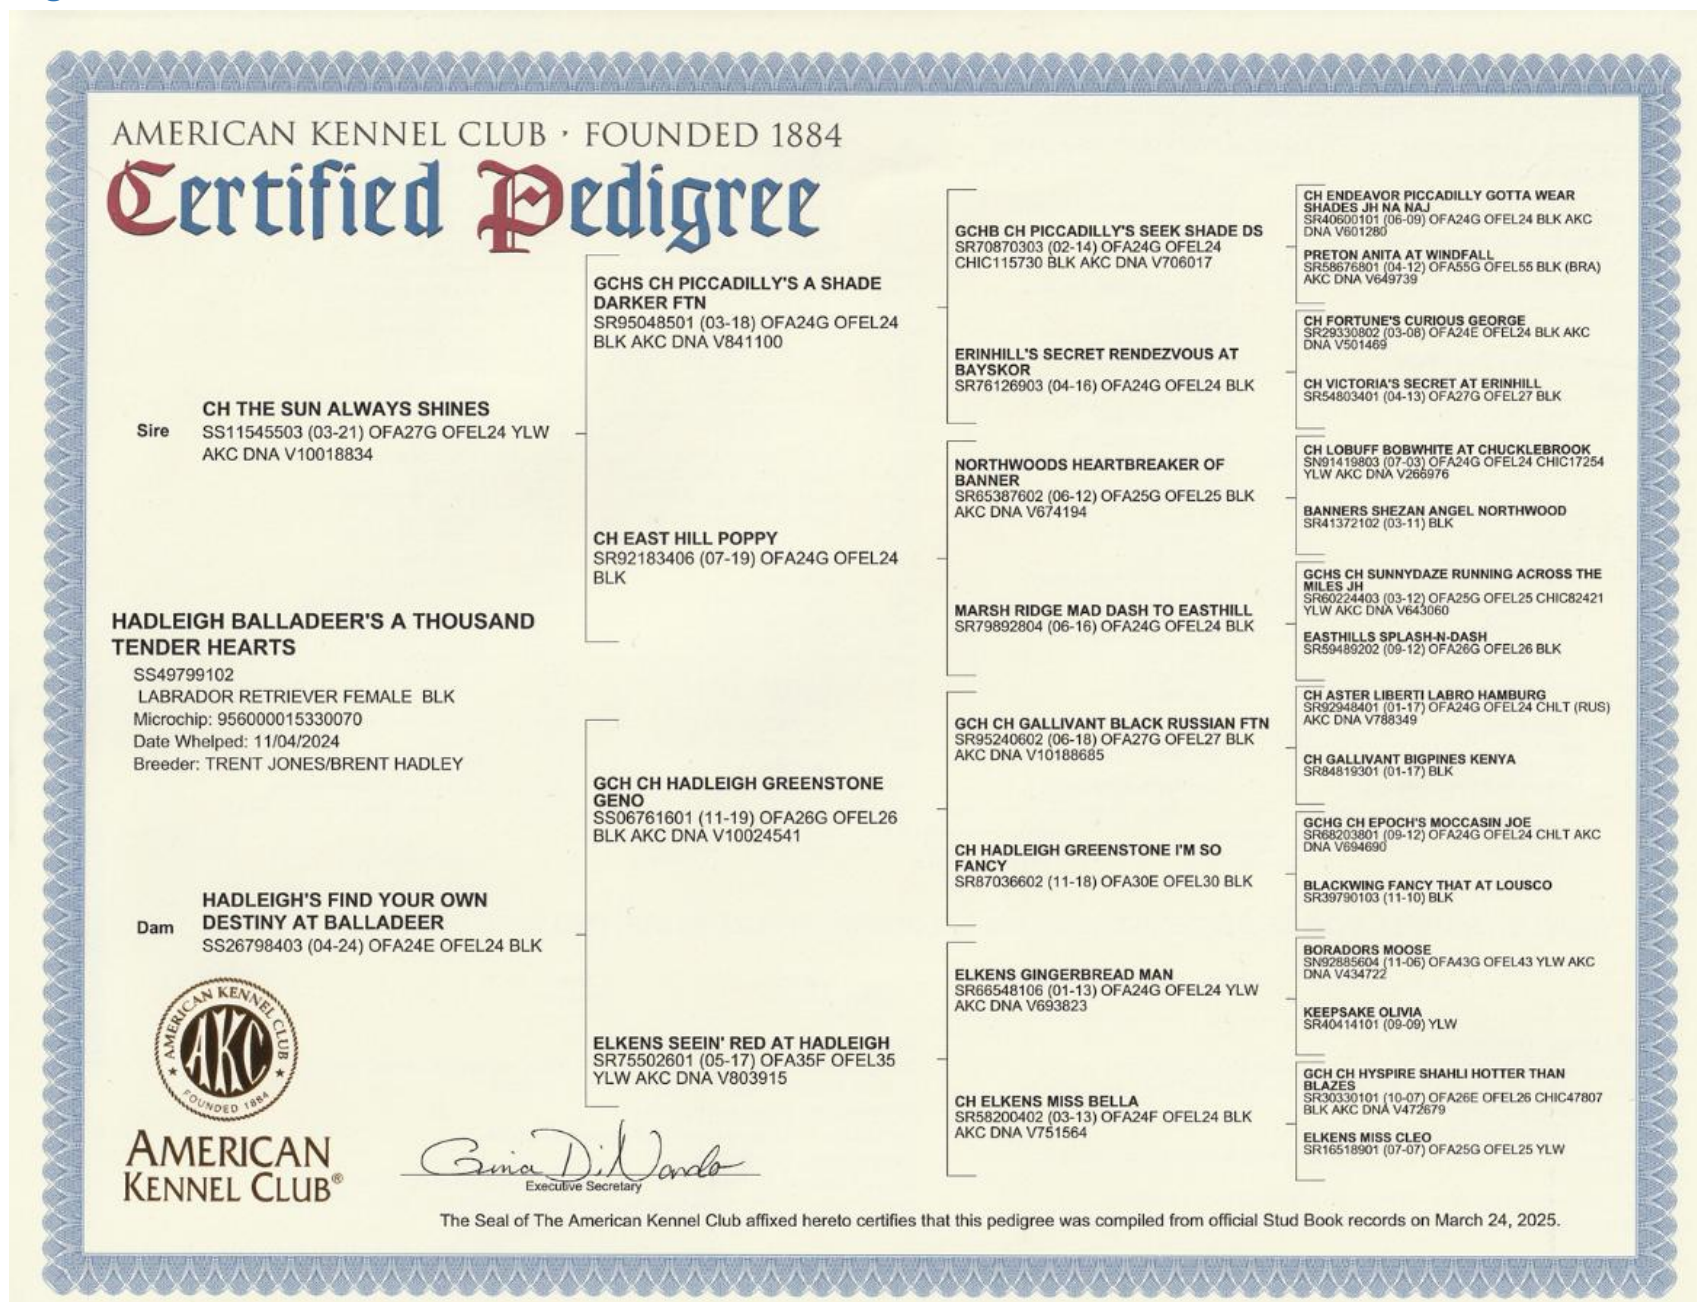 AMERICAN KENNEL CLUB · FOUNDED 1884
Certified Pedigree
Sire
CH THE SUN ALWAYS SHINES
SS11545503 (03-21) OFA27G OFEL24 YLW
AKC DNA V10018834
HADLEIGH BALLADEER'S A THOUSAND
TENDER HEARTS
SS49799102
LABRADOR RETRIEVER FEMALE BLK
Microchip: 956000015330070
Date Whelped: 11/04/2024
Breeder: TRENT JONES/BRENT HADLEY
Dam
HADLEIGH'S FIND YOUR OWN
DESTINY AT BALLADEER
SS26798403 (04-24) OFA24E OFEL24 BLK
GCHS CH PICCADILLY'S A SHADE
DARKER FTN
SR95048501 (03-18) OFA24G OFEL24
BLK AKC DNA V841100
CH EAST HILL POPPY
SR92183406 (07-19) OFA24G OFEL24
BLK
GCH CH HADLEIGH GREENSTONE
GENO
SS06761601 (11-19) OFA26G OFEL26
BLK AKC DNA V10024541
ELKENS SEEIN' RED AT HADLEIGH
SR75502601 (05-17) OFA35F OFEL35
YLW AKC DNA V803915
GCHB CH PICCADILLY'S SEEK SHADE DS
SR70870303 (02-14) OFA24G OFEL24
CHIC115730 BLK AKC DNA V706017
ERINHILL'S SECRET RENDEZVOUS AT
BAYSKOR
SR76126903 (04-16) OFA24G OFEL24 BLK
NORTHWOODS HEARTBREAKER OF
BANNER
SR65387602 (06-12) OFA25G OFEL25 BLK
AKC DNA V674194
MARSH RIDGE MAD DASH TO EASTHILL
SR79892804 (06-16) OFA24G OFEL24 BLK
GCH CH GALLIVANT BLACK RUSSIAN FTN
SR95240602 (06-18) OFA27G OFEL27 BLK
AKC DNA V10188685
CH HADLEIGH GREENSTONE I'M SO
FANCY
SR87036602 (11-18) OFA30E OFEL30 BLK
ELKENS GINGERBREAD MAN
SR66548106 (01-13) OFA24G OFEL24 YLW
AKC DNA V693823
CH ELKENS MISS BELLA
SR58200402 (03-13) OFA24F OFEL24 BLK
AKC DNA V751564
CH ENDEAVOR PICCADILLY GOTTA WEAR
SHADES JH NA NAJ
SR40600101 (06-09) OFA24G OFEL24 BLK AKC
DNA V601280
PRETON ANITA AT WINDFALL
SR58676801 (04-12) OFA55G OFEL55 BLK (BRA)
AKC DNA V649739
CH FORTUNE'S CURIOUS GEORGE
SR29330802 (03-08) OFA24E OFEL24 BLK AKC
DNA V501469
CH VICTORIA'S SECRET AT ERINHILL
SR54803401 (04-13) OFA27G OFEL27 BLK
CH LOBUFF BOBWHITE AT CHUCKLEBROOK
SN91419803 (07-03) OFA24G OFEL24 CHIC17254
YLW AKC DNA V266976
BANNERS SHEZAN ANGEL NORTHWOOD
SR41372102 (03-11) BLK
GCHS CH SUNNYDAZE RUNNING ACROSS THE
MILES JH
SR60224403 (03-12) OFA25G OFEL25 CHIC82421
YLW AKC DNA V643060
EASTHILLS SPLASH-N-DASH
SR59489202 (09-12) OFA26G OFEL26 BLK
CH ASTER LIBERTI LABRO HAMBURG
SR92948401 (01-17) OFA24G OFEL24 CHLT (RUS)
AKC DNA V788349
CH GALLIVANT BIGPINES KENYA
SR84819301 (01-17) BLK
GCHG CH EPOCH'S MOCCASIN JOE
SR68203801 (09-12) OFA24G OFEL24 CHLT AKC
DNA V694690
BLACKWING FANCY THAT AT LOUSCO
SR39790103 (11-10) BLK
BORADORS MOOSE
SN92885604 (11-06) OFA43G OFEL43 YLW AKC
DNA V434722
KEEPSAKE OLIVIA
SR40414101 (09-09) YLW
GCH CH HYSPIRE SHAHLI HOTTER THAN
BLAZES
SR30330101 (10-07) OFA26E OFEL26 CHIC47807
BLK AKC DNA V472679
ELKENS MISS CLEO
SR16518901 (07-07) OFA25G OFEL25 YLW
AMERICAN KENNEL CLUB
AKC
FOUNDED 1884
AMERICAN
KENNEL CLUB®
Gina DiNardo
Executive Secretary
The Seal of The American Kennel Club affixed hereto certifies that this pedigree was compiled from official Stud Book records on March 24, 2025.